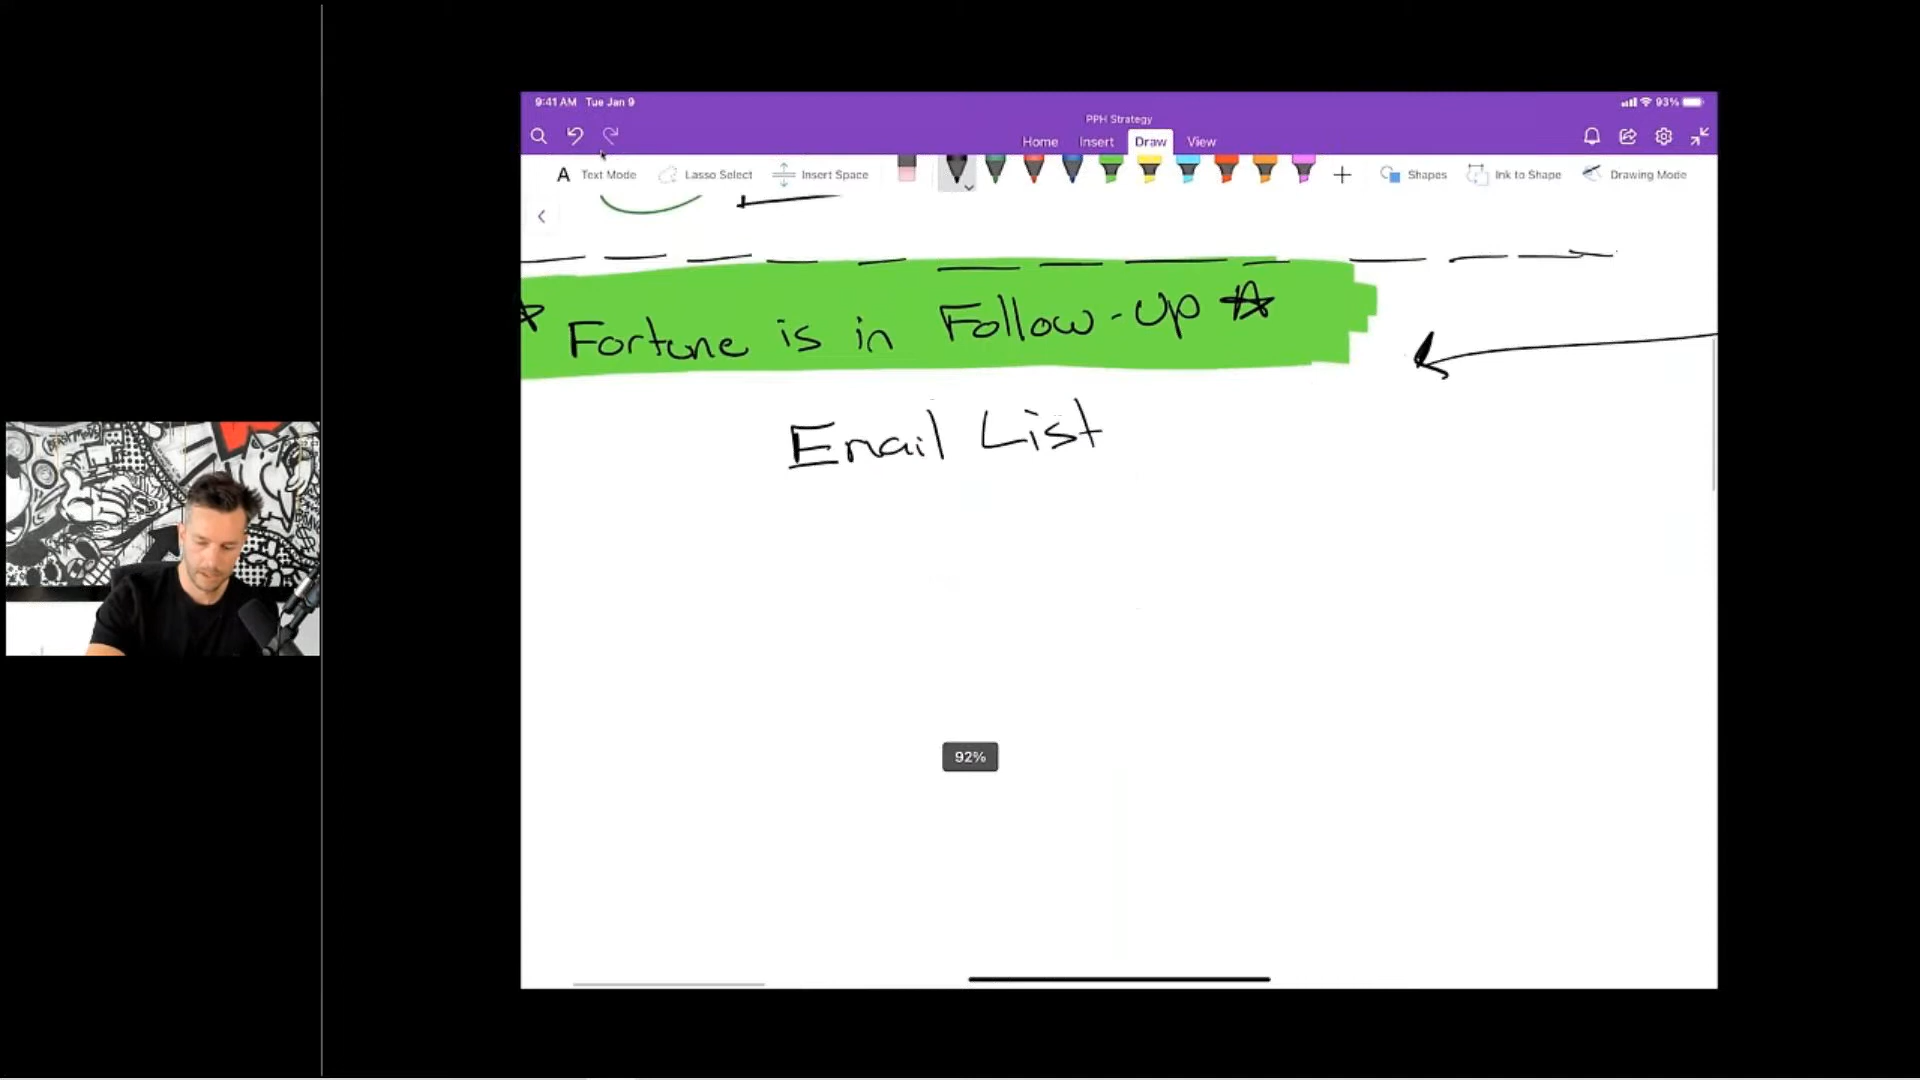 9:41 AM Tue Jan 9
93%
PPH Strategy
Home Insert Draw View
A Text Mode Lasso Select Insert Space Shapes Ink to Shape Drawing Mode
Fortune is in Follow-Up
Email List
92%